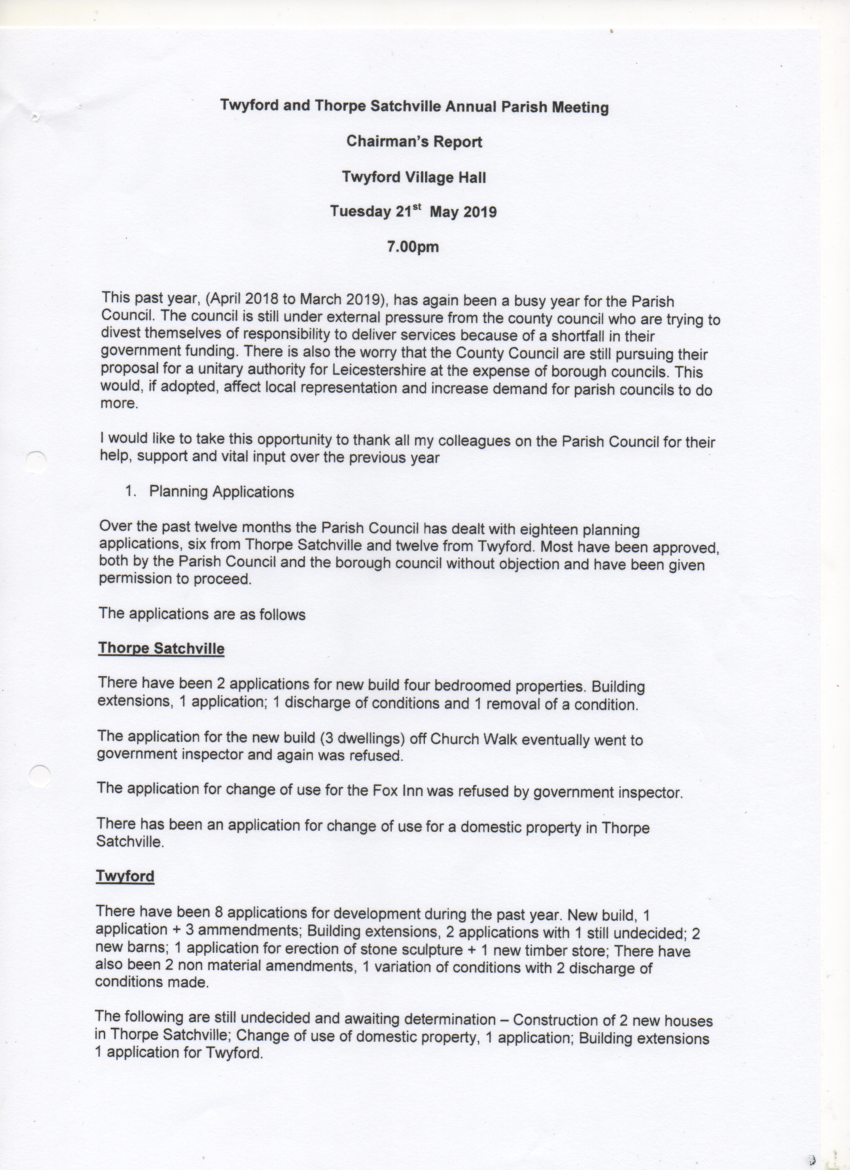 Twyford and Thorpe Satchville Annual Parish Meeting
Chairman's Report
Twyford Village Hall
Tuesday 21st May 2019
7.00pm
This past year, (April 2018 to March 2019), has again been a busy year for the Parish
Council. The council is still under external pressure from the county council who are trying to
divest themselves of responsibility to deliver services because of a shortfall in their
government funding. There is also the worry that the County Council are still pursuing their
proposal for a unitary authority for Leicestershire at the expense of borough councils. This
would, if adopted, affect local representation and increase demand for parish councils to do
more.
I would like to take this opportunity to thank all my colleagues on the Parish Council for their
help, support and vital input over the previous year
1. Planning Applications
Over the past twelve months the Parish Council has dealt with eighteen planning
applications, six from Thorpe Satchville and twelve from Twyford. Most have been approved,
both by the Parish Council and the borough council without objection and have been given
permission to proceed.
The applications are as follows
Thorpe Satchville
There have been 2 applications for new build four bedroomed properties. Building
extensions, 1 application; 1 discharge of conditions and 1 removal of a condition.
The application for the new build (3 dwellings) off Church Walk eventually went to
government inspector and again was refused.
The application for change of use for the Fox Inn was refused by government inspector.
There has been an application for change of use for a domestic property in Thorpe
Satchville.
Twyford
There have been 8 applications for development during the past year. New build, 1
application + 3 ammendments; Building extensions, 2 applications with 1 still undecided; 2
new barns; 1 application for erection of stone sculpture + 1 new timber store; There have
also been 2 non material amendments, 1 variation of conditions with 2 discharge of
conditions made.
The following are still undecided and awaiting determination – Construction of 2 new houses
in Thorpe Satchville; Change of use of domestic property, 1 application; Building extensions
1 application for Twyford.